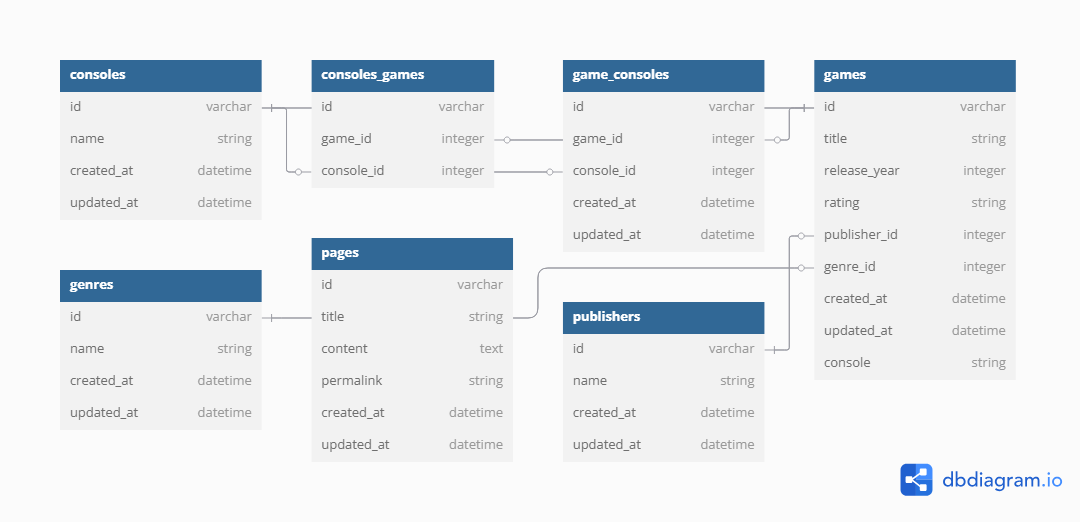 consoles
id varchar
name string
created_at datetime
updated_at datetime
consoles_games
id varchar
game_id integer
console_id integer
game_consoles
id varchar
game_id integer
console_id integer
created_at datetime
updated_at datetime
games
id varchar
title string
release_year integer
rating string
publisher_id integer
genre_id integer
created_at datetime
updated_at datetime
console string
genres
id varchar
name string
created_at datetime
updated_at datetime
pages
id varchar
title string
content text
permalink string
created_at datetime
updated_at datetime
publishers
id varchar
name string
created_at datetime
updated_at datetime
dbdiagram.io